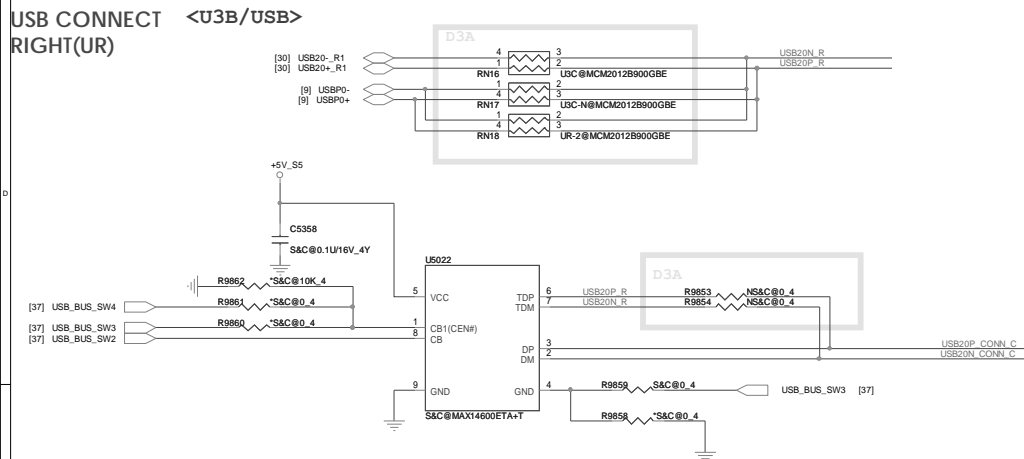 USB CONNECT <U3B/USB>
RIGHT(UR)
D3A
[30] USB20-_R1
[30] USB20+_R1
4 3
1 2
RN16 U3C@MCM2012B900GBE
USB20N_R
USB20P_R
[9] USBP0-
[9] USBP0+
1 2
4 3
RN17 U3C-N@MCM2012B900GBE
1 2
4 3
RN18 UR-2@MCM2012B900GBE
+5V_S5
D
C5358
S&C@0.1U/16V_4Y
U5022
R9862 *S&C@10K_4
[37] USB_BUS_SW4
R9861 *S&C@0_4
[37] USB_BUS_SW3
R9860 *S&C@0_4
[37] USB_BUS_SW2
5 VCC
1 CB1(CEN#)
8 CB
9 GND
TDP 6
TDM 7
DP 3
DM 2
GND 4
S&C@MAX14600ETA+T
D3A
USB20P_R R9853 NS&C@0_4
USB20N_R R9854 NS&C@0_4
USB20P_CONN_C
USB20N_CONN_C
R9859 S&C@0_4 USB_BUS_SW3 [37]
R9858 *S&C@0_4